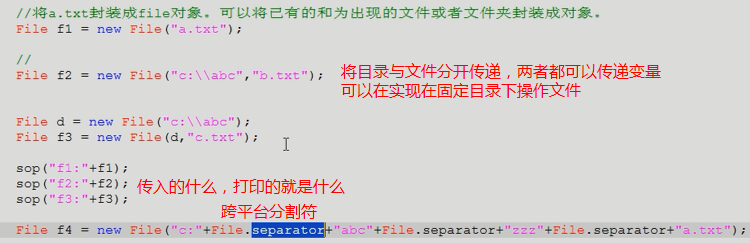 //将a.txt封装成file对象。可以将已有的和为出现的文件或者文件夹封装成对象。
File f1 = new File("a.txt");
//
File f2 = new File("c:\\abc","b.txt");
将目录与文件分开传递，两者都可以传递变量
可以在实现在固定目录下操作文件
File d = new File("c:\\abc");
File f3 = new File(d,"c.txt");
sop("f1:"+f1);
sop("f2:"+f2);
传入的什么，打印的就是什么
sop("f3:"+f3);
跨平台分割符
File f4 = new File("c:"+File.separator+"abc"+File.separator+"zzz"+File.separator+"a.txt");